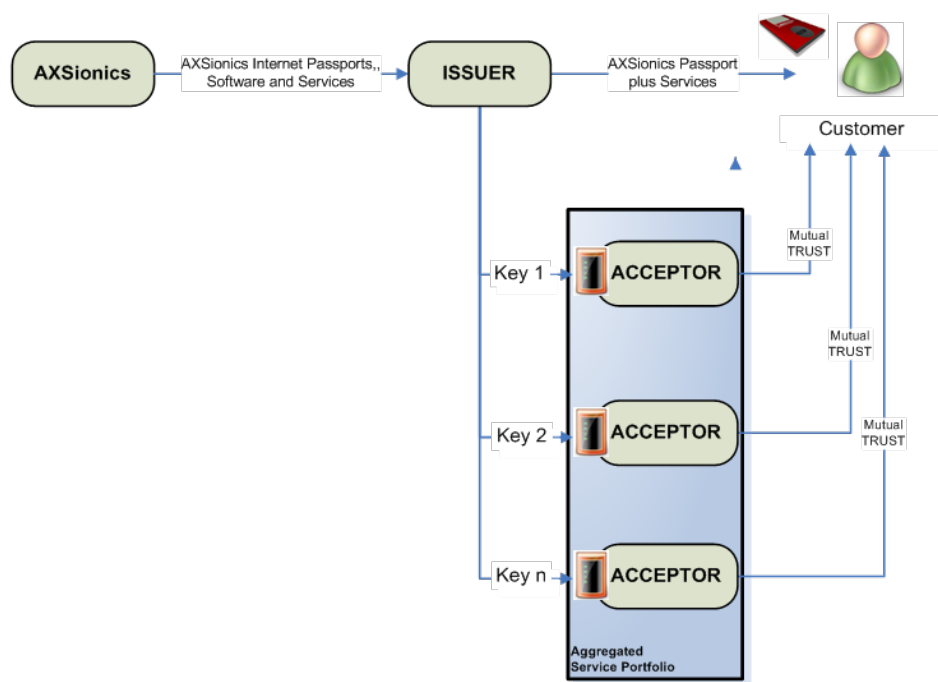 AXSionics
AXSionics Internet Passports,,
Software and Services
ISSUER
AXSionics Passport
plus Services
Customer
Mutual
TRUST
Key 1
ACCEPTOR
Mutual
TRUST
Key 2
ACCEPTOR
Mutual
TRUST
Key n
ACCEPTOR
Aggregated
Service Portfolio